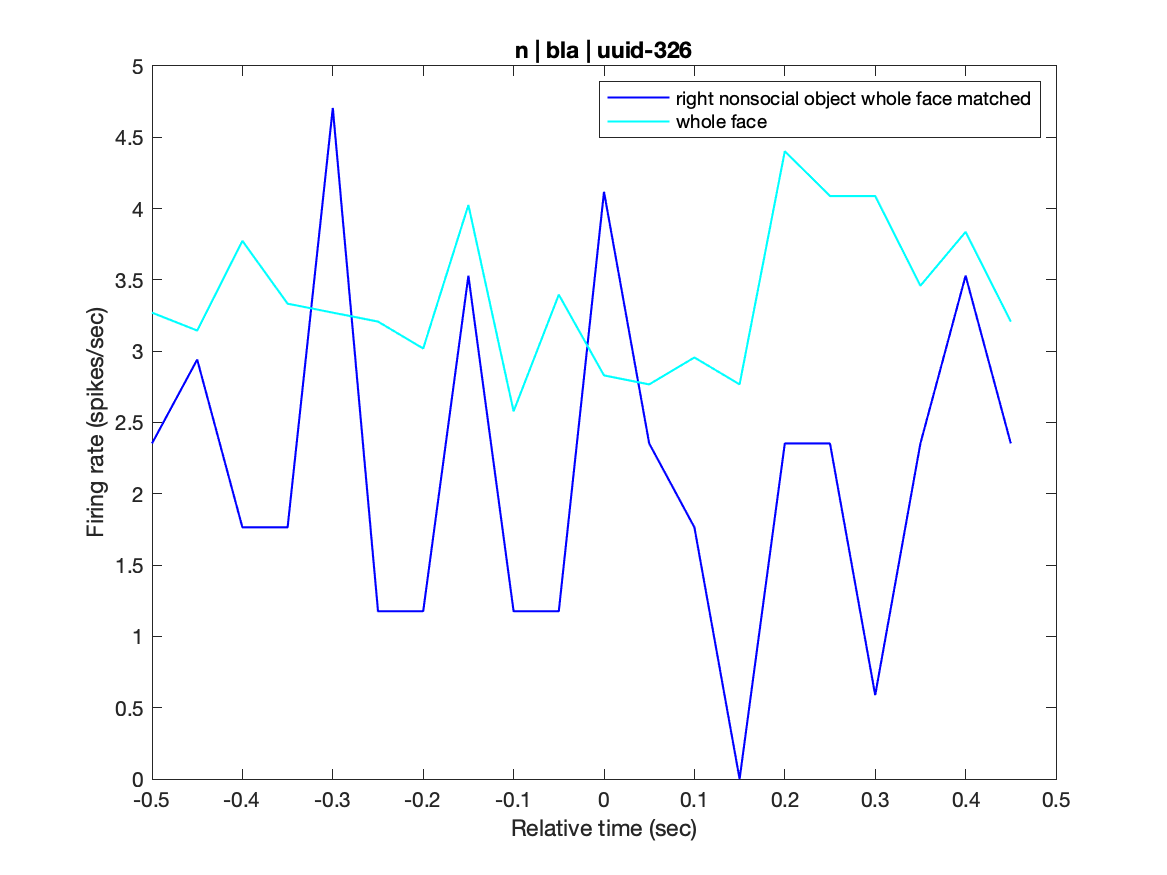 n | bla | uuid-326
right nonsocial object whole face matched
whole face
Firing rate (spikes/sec)
5
4.5
4
3.5
3
2.5
2
1.5
1
0.5
0
-0.5 -0.4 -0.3 -0.2 -0.1 0 0.1 0.2 0.3 0.4 0.5
Relative time (sec)